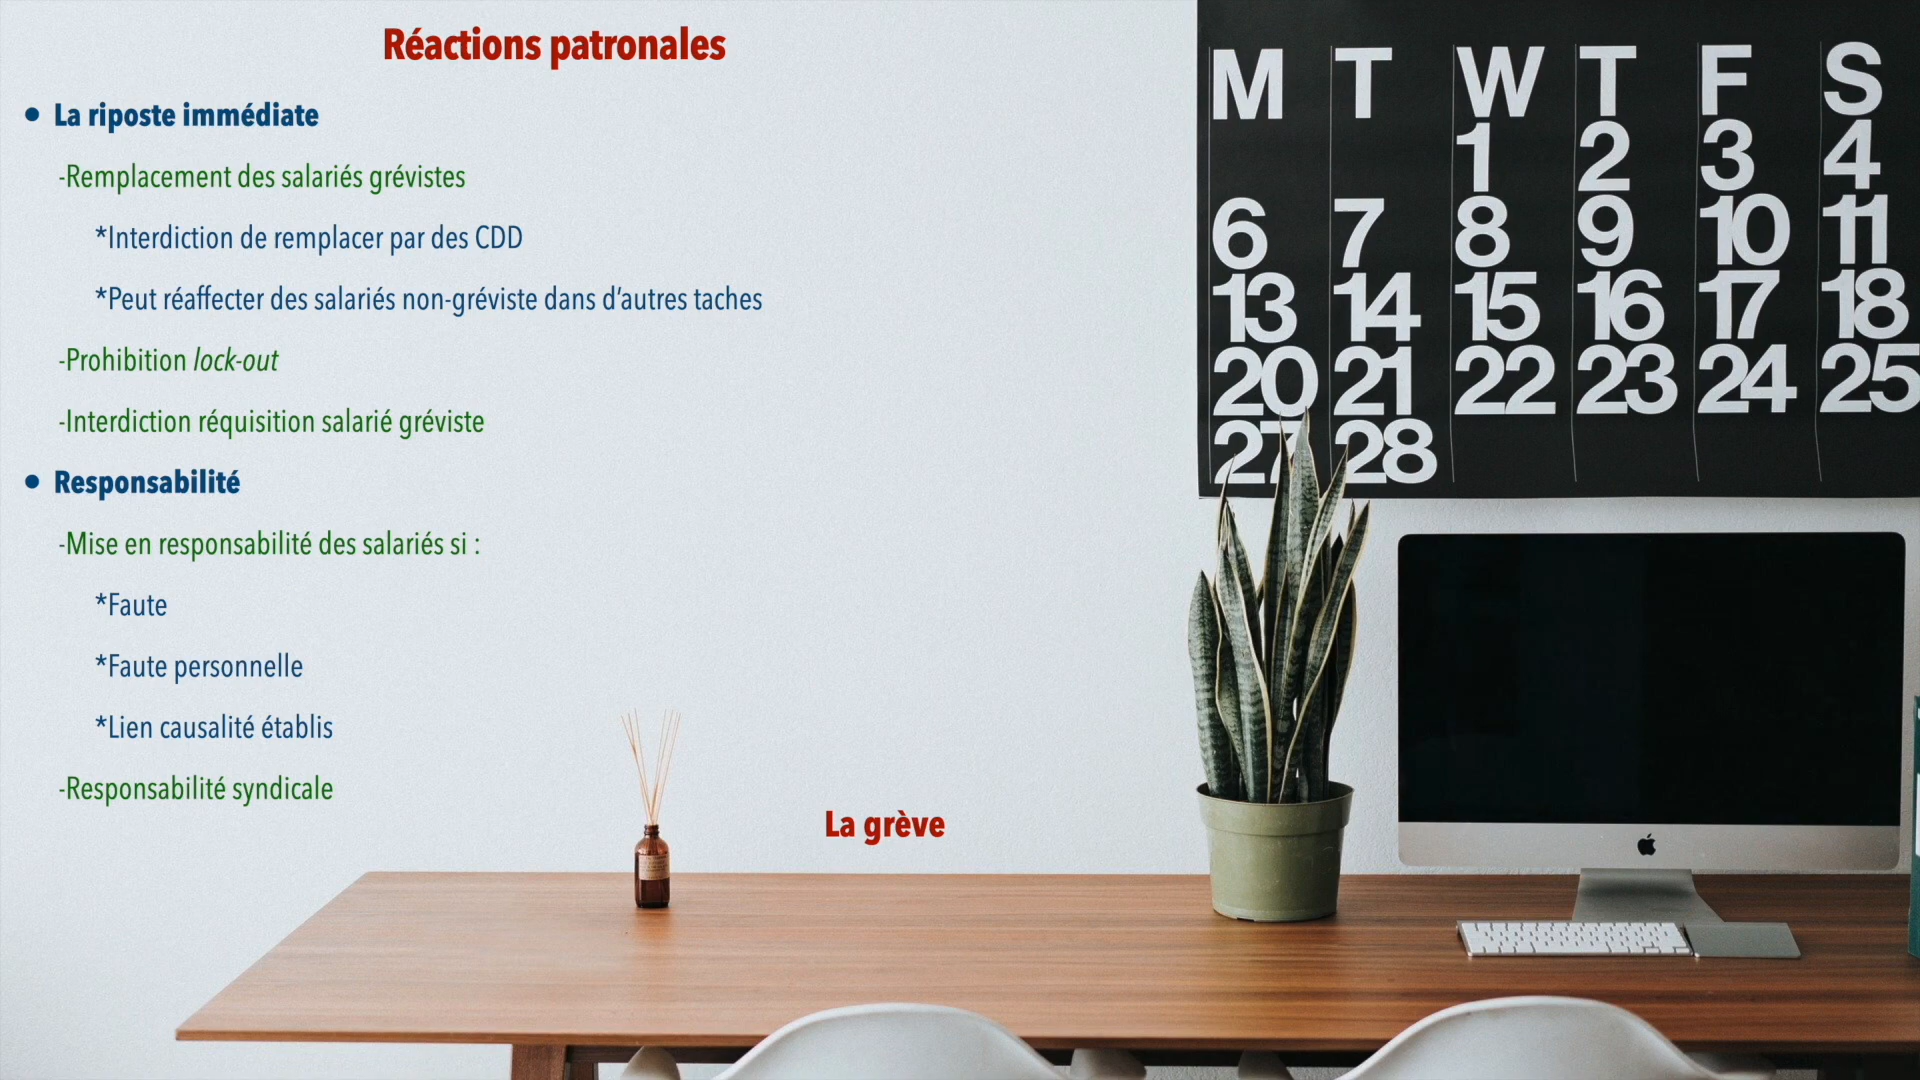 Réactions patronales
• La riposte immédiate
-Remplacement des salariés grévistes
*Interdiction de remplacer par des CDD
*Peut réaffecter des salariés non-gréviste dans d’autres taches
-Prohibition lock-out
-Interdiction réquisition salarié gréviste
• Responsabilité
-Mise en responsabilité des salariés si :
*Faute
*Faute personnelle
*Lien causalité établis
-Responsabilité syndicale
La grève
M T W T F S
1 2 3 4
6 7 8 9 10 11
13 14 15 16 17 18
20 21 22 23 24 25
27 28